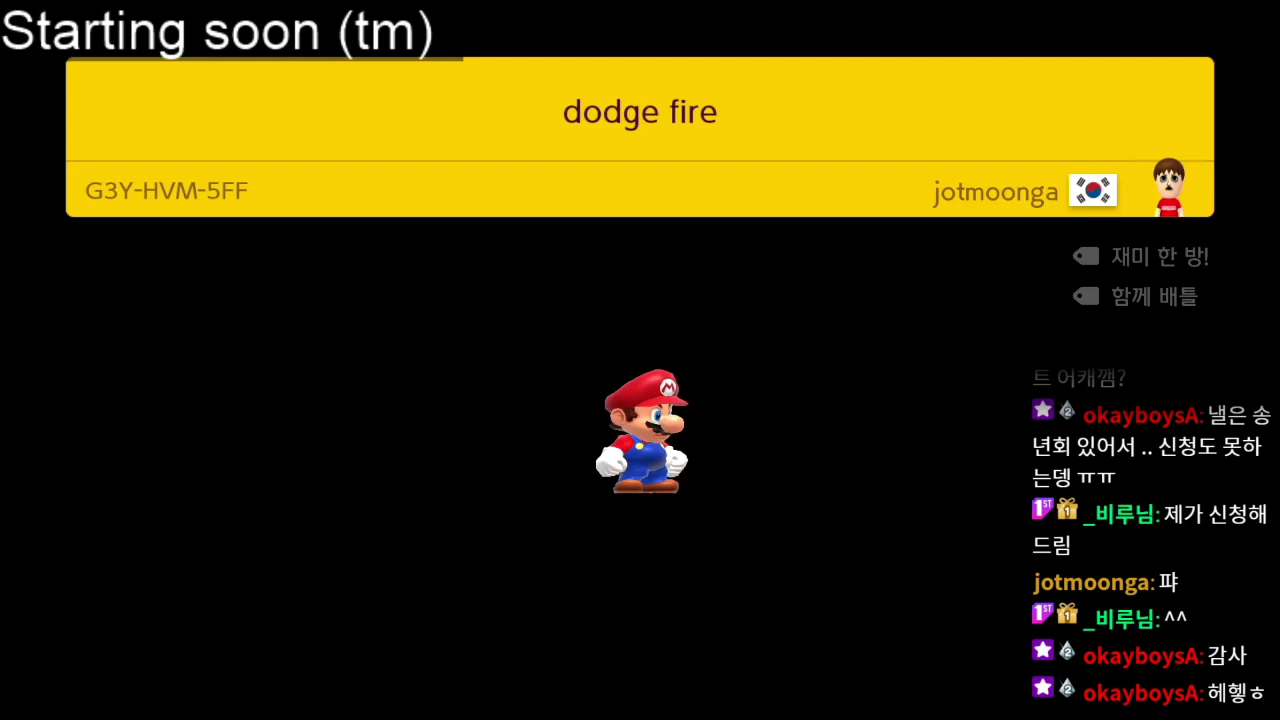 Starting soon (tm)
dodge fire
G3Y-HVM-5FF
jotmoonga
재미 한 방!
함께 배틀
트 어캐깸?
okayboysA: 낼은 송
년회 있어서 .. 신청도 못하
는뎅 ㅠㅠ
_비루님: 제가 신청해
드림
jotmoonga: 퍄
_비루님: ^^
okayboysA: 감사
okayboysA: 헤헿ㅎ